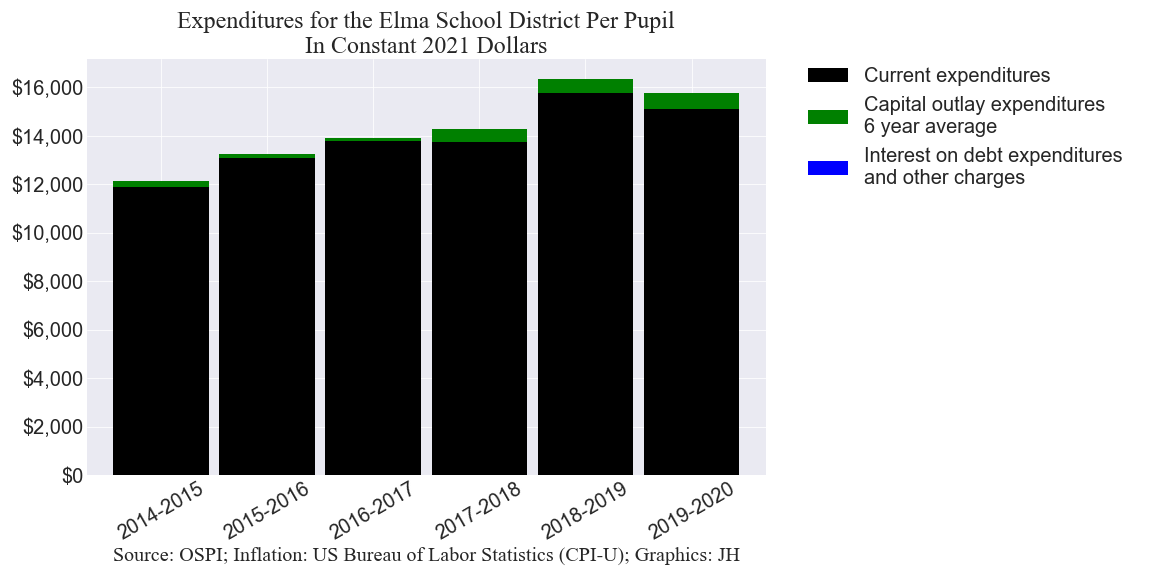 Expenditures for the Elma School District Per Pupil
In Constant 2021 Dollars
$16,000
$14,000
$12,000
$10,000
$8,000
$6,000
$4,000
$2,000
$0
2014-2015
2015-2016
2016-2017
2017-2018
2018-2019
2019-2020
Current expenditures
Capital outlay expenditures
6 year average
Interest on debt expenditures
and other charges
Source: OSPI; Inflation: US Bureau of Labor Statistics (CPI-U); Graphics: JH